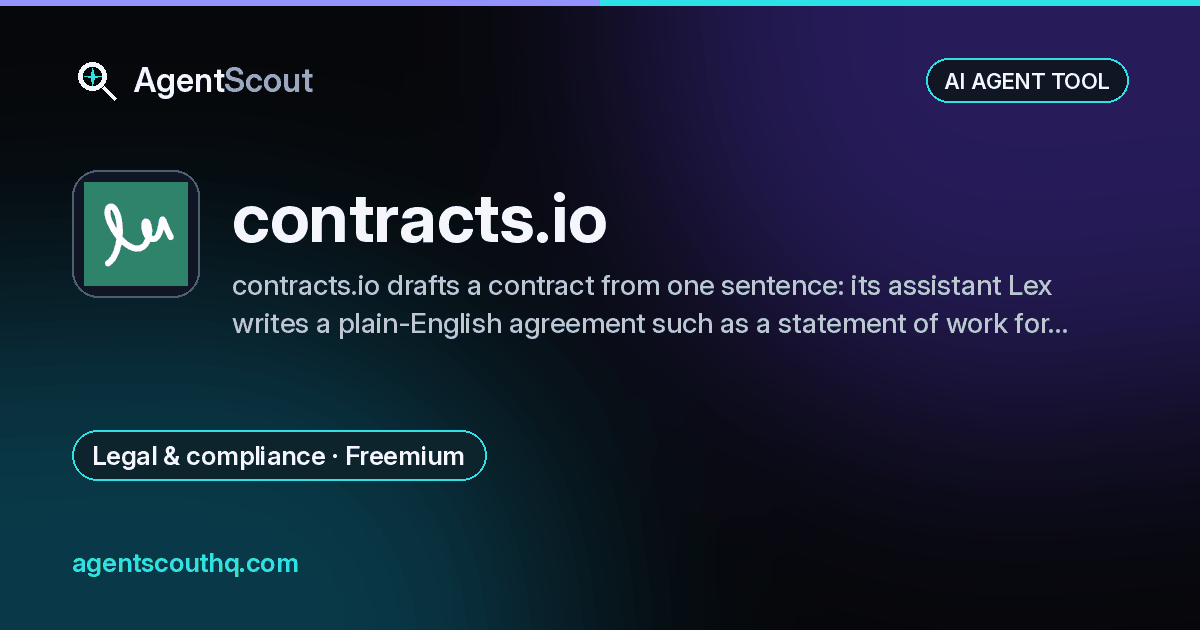 AgentScout
AI AGENT TOOL
lex
contracts.io
contracts.io drafts a contract from one sentence: its assistant Lex
writes a plain-English agreement such as a statement of work for...
Legal & compliance · Freemium
agentscouthq.com